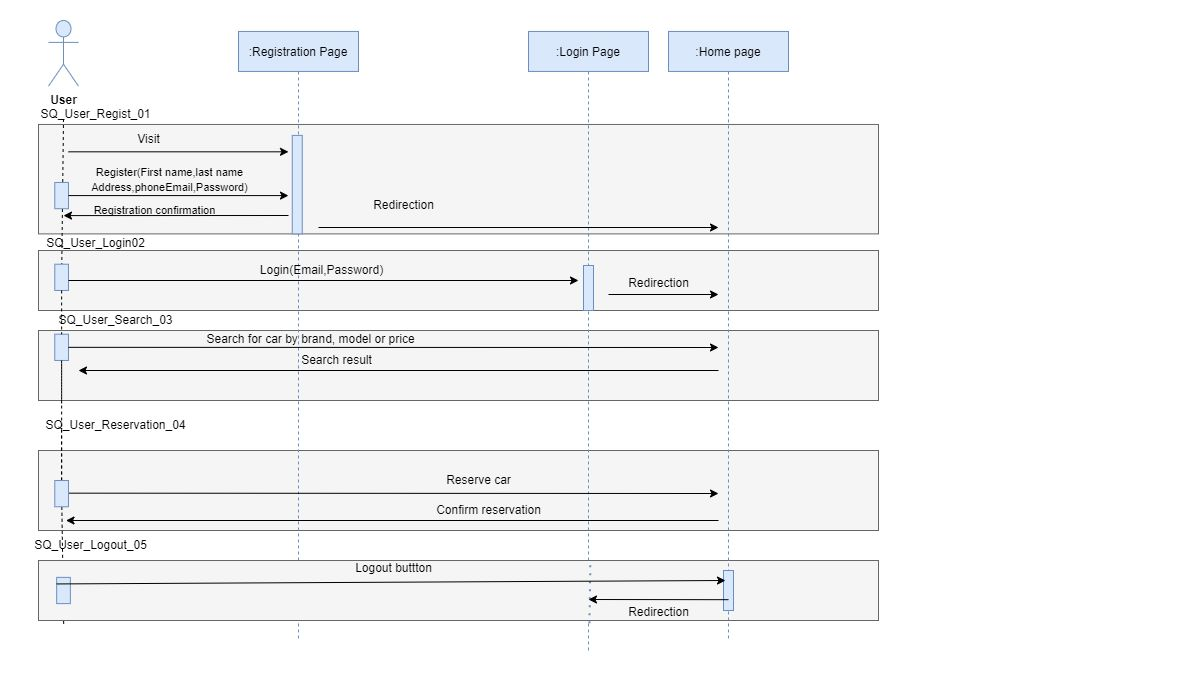 :Registration Page
:Login Page
:Home page
User
SQ_User_Regist_01
Visit
Register(First name,last name
Address,phoneEmail,Password)
Registration confirmation
Redirection
SQ_User_Login02
Login(Email,Password)
Redirection
SQ_User_Search_03
Search for car by brand, model or price
Search result
SQ_User_Reservation_04
Reserve car
Confirm reservation
SQ_User_Logout_05
Logout buttton
Redirection